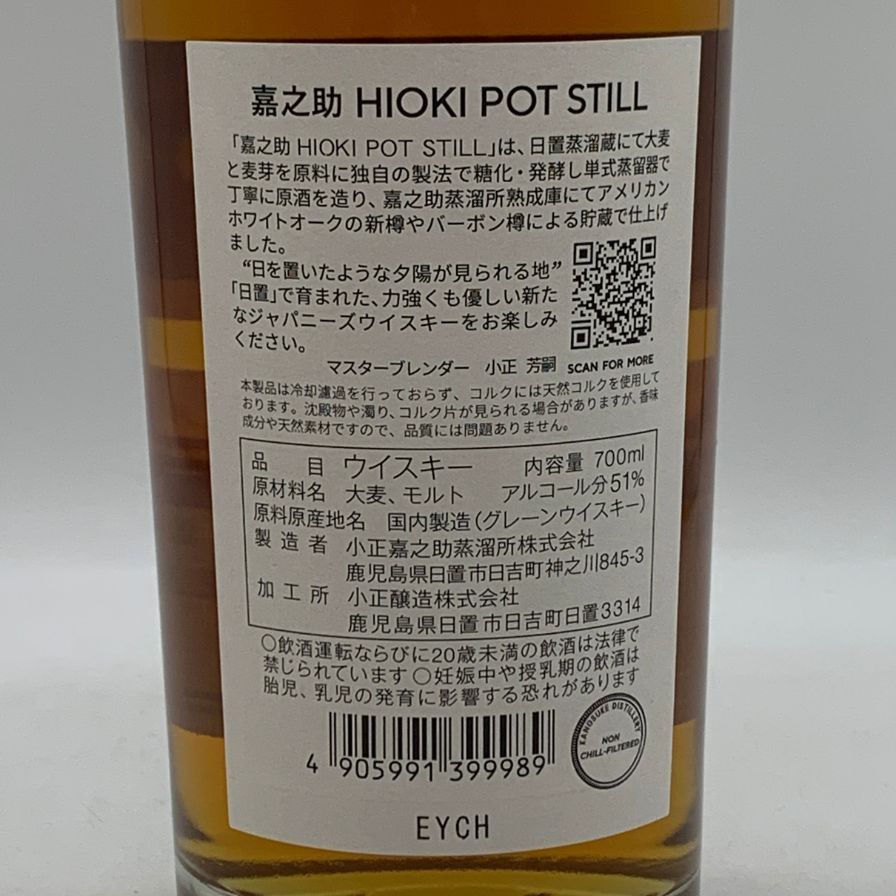 嘉之助 HIOKI POT STILL
「嘉之助 HIOKI POT STILL」は、日置蒸溜蔵にて大麦
と麦芽を原料に独自の製法で糖化・発酵し単式蒸留器で
丁寧に原酒を造り、嘉之助蒸溜所熟成庫にてアメリカン
ホワイトオークの新樽やバーボン樽による貯蔵で仕上げ
ました。
“日を置いたような夕陽が見られる地”
「日置」で育まれた、力強くも優しい新た
なジャパニーズウイスキーをお楽しみ
ください。
マスターブレンダー 小正 芳嗣
SCAN FOR MORE
本製品は冷却濾過を行っておらず、コルクには天然コルクを使用して
おります。沈殿物や濁り、コルク片が見られる場合がありますが、香味
成分や天然素材ですので、品質には問題ありません。
品目 ウイスキー 内容量 700ml
原材料名 大麦、モルト アルコール分51%
原料原産地名 国内製造（グレーンウイスキー）
製造者 小正嘉之助蒸溜所株式会社
鹿児島県日置市日吉町神之川845-3
加工所 小正醸造株式会社
鹿児島県日置市日吉町日置3314
○飲酒運転ならびに20歳未満の飲酒は法律で
禁じられています ○妊娠中や授乳期の飲酒は
胎児、乳児の発育に影響する恐れがあります
4 905991 399989
KANOSUKE DISTILLERY
NON
CHILL-FILTERED
EYCH